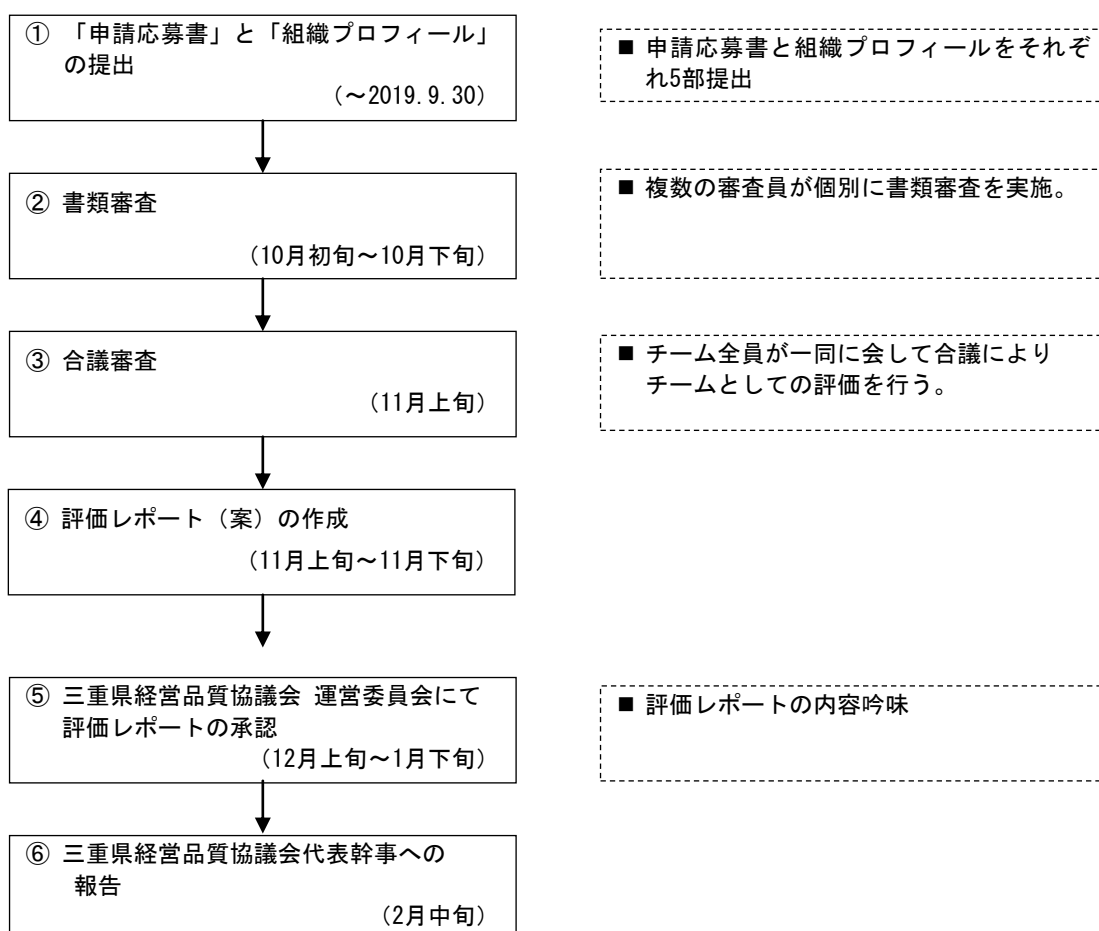 ① 「申請応募書」と「組織プロフィール」
の提出
(～2019.9.30)
■ 申請応募書と組織プロフィールをそれぞ
れ5部提出
② 書類審査
(10月初旬～10月下旬)
■ 複数の審査員が個別に書類審査を実施。
③ 合議審査
(11月上旬)
■ チーム全員が一同に会して合議により
チームとしての評価を行う。
④ 評価レポート（案）の作成
(11月上旬～11月下旬)
⑤ 三重県経営品質協議会 運営委員会にて
評価レポートの承認
(12月上旬～1月下旬)
■ 評価レポートの内容吟味
⑥ 三重県経営品質協議会代表幹事への
報告
(2月中旬)